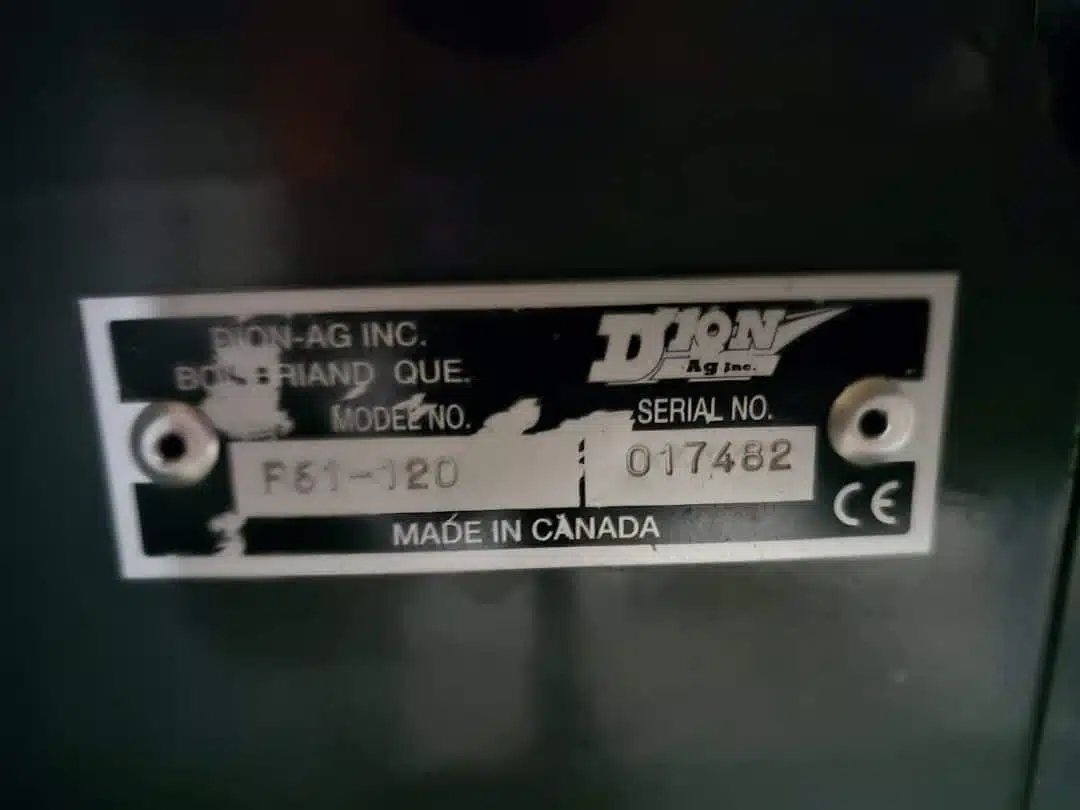 DION-AG INC.
QUE.
DION
Ag Inc.
MODEL NO.
SERIAL NO.
F61-120
017482
MADE IN CANADA
CE